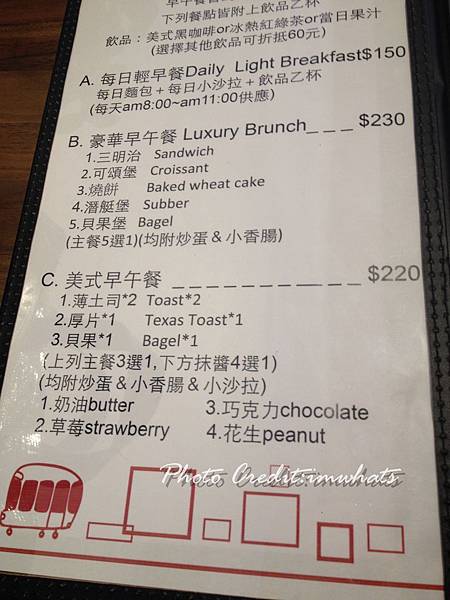 下列餐點皆附上飲品乙杯
飲品：美式黑咖啡or冰熱紅綠茶or當日果汁
(選擇其他飲品可折抵60元)
A. 每日輕早餐Daily Light Breakfast$150
每日麵包＋每日小沙拉＋飲品乙杯
(每天am8:00~am11:00供應)
B. 豪華早午餐 Luxury Brunch_ _ _ $230
1.三明治 Sandwich
2.可頌堡 Croissant
3.燒餅 Baked wheat cake
4.潛艇堡 Subber
5.貝果堡 Bagel
(主餐5選1)(均附炒蛋＆小香腸)
C. 美式早午餐 _ _ _ _ _ _ _ _ _ _ _ $220
1.薄土司*2 Toast*2
2.厚片*1 Texas Toast*1
3.貝果*1 Bagel*1
(上列主餐3選1,下方抹醬4選1)
(均附炒蛋＆小香腸＆小沙拉)
1.奶油butter 3.巧克力chocolate
2.草莓strawberry 4.花生peanut
Photo Credit:imwhats